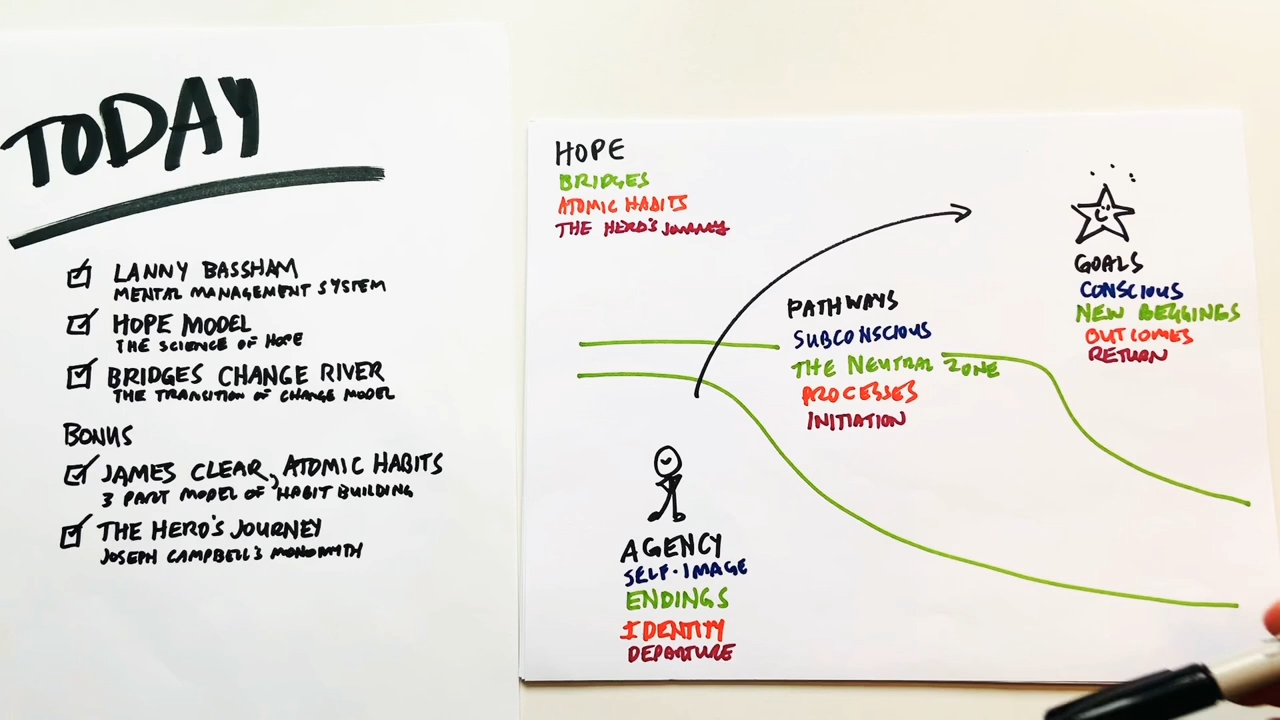 TODAY
LANNY BASSHAM
MENTAL MANAGEMENT SYSTEM
HOPE MODEL
THE SCIENCE OF HOPE
BRIDGES CHANGE RIVER
THE TRANSITION OF CHANGE MODEL
BONUS
JAMES CLEAR, ATOMIC HABITS
3 PART MODEL OF HABIT BUILDING
THE HERO'S JOURNEY
JOSEPH CAMPBELL'S MONOMYTH
HOPE
BRIDGES
ATOMIC HABITS
THE HERO'S JOURNEY
GOALS
CONSCIOUS
NEW BEGGINGS
OUTCOMES
RETURN
PATHWAYS
SUBCONSCIOUS
THE NEUTRAL ZONE
PROCESSES
INITIATION
AGENCY
SELF-IMAGE
ENDINGS
IDENTITY
DEPARTURE